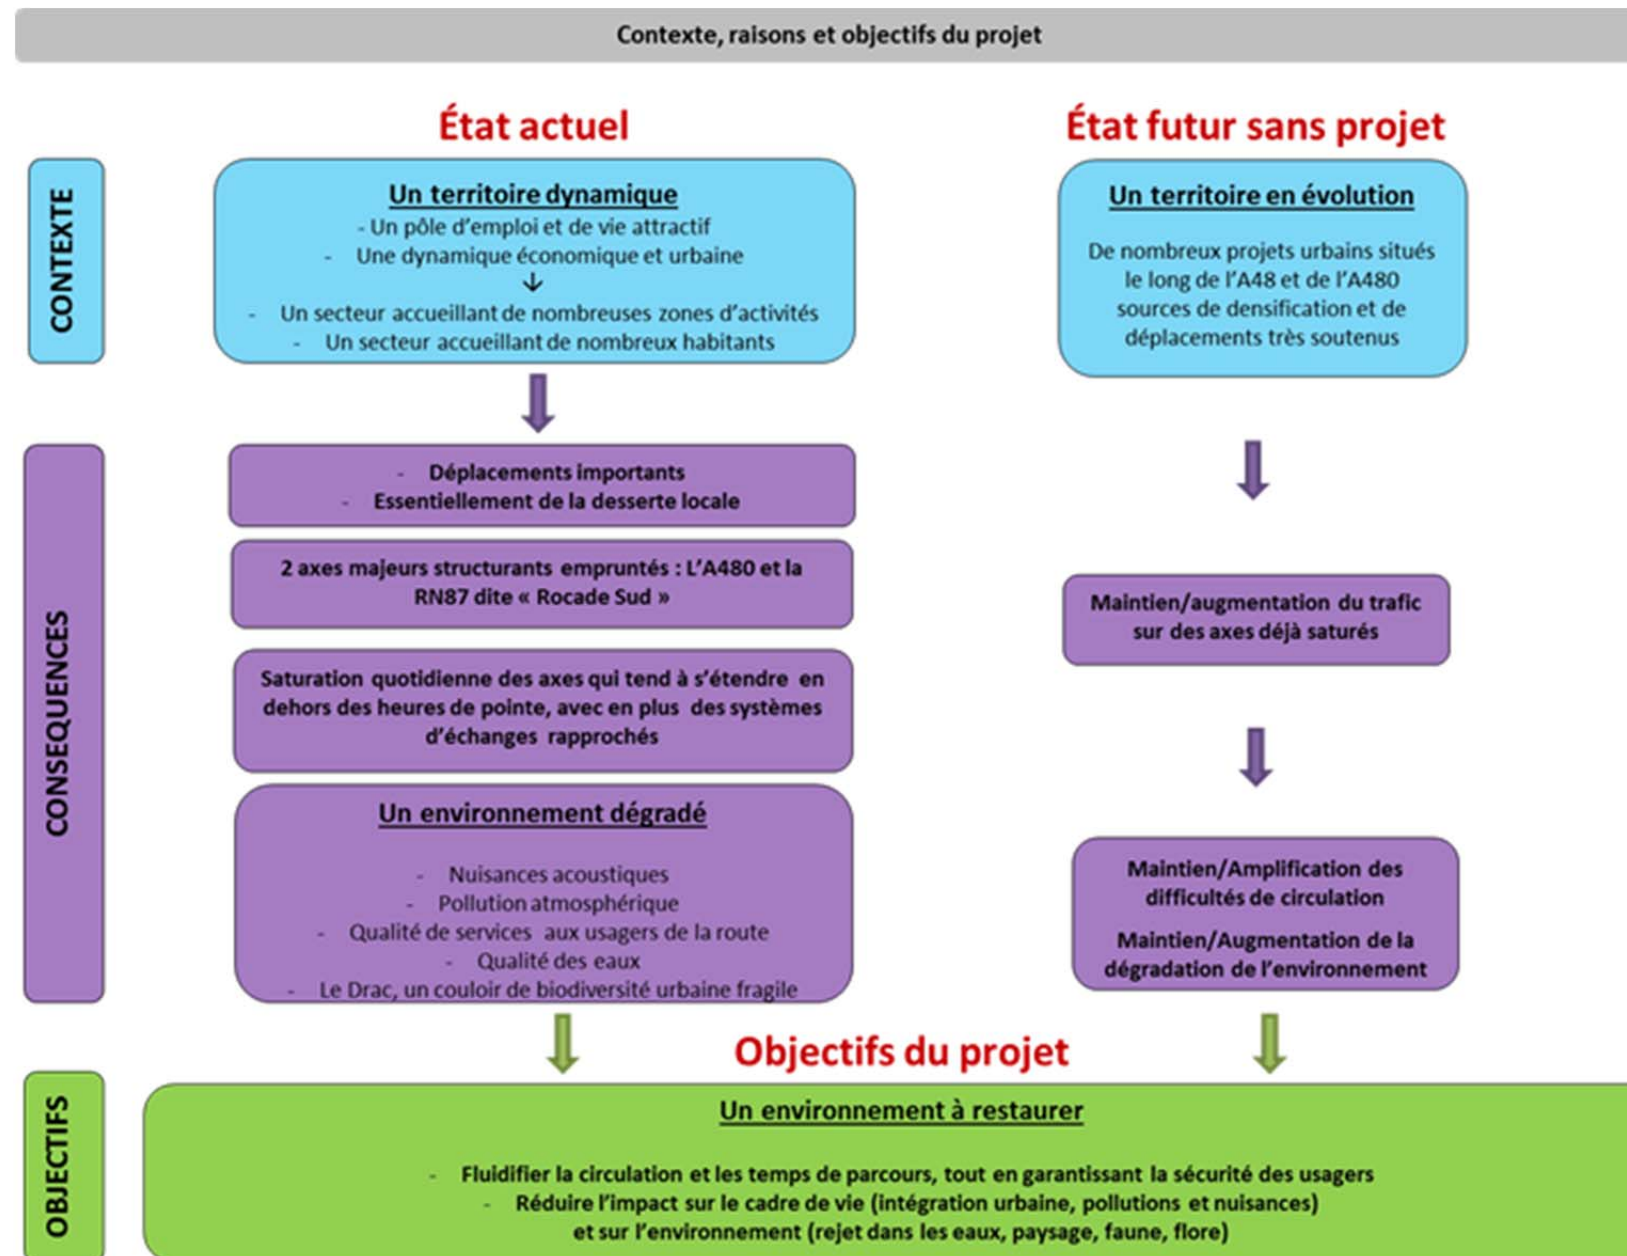 Contexte, raisons et objectifs du projet
État actuel
État futur sans projet
CONTEXTE
Un territoire dynamique
- Un pôle d'emploi et de vie attractif
- Une dynamique économique et urbaine
↓
- Un secteur accueillant de nombreuses zones d'activités
- Un secteur accueillant de nombreux habitants
Un territoire en évolution
De nombreux projets urbains situés
le long de l'A48 et de l'A480
sources de densification et de
déplacements très soutenus
CONSEQUENCES
- Déplacements importants
- Essentiellement de la desserte locale
2 axes majeurs structurants empruntés : L'A480 et la
RN87 dite « Rocade Sud »
Saturation quotidienne des axes qui tend à s'étendre en
dehors des heures de pointe, avec en plus des systèmes
d'échanges rapprochés
Un environnement dégradé
- Nuisances acoustiques
- Pollution atmosphérique
- Qualité de services aux usagers de la route
- Qualité des eaux
- Le Drac, un couloir de biodiversité urbaine fragile
Maintien/augmentation du trafic
sur des axes déjà saturés
Maintien/Amplification des
difficultés de circulation
Maintien/Augmentation de la
dégradation de l'environnement
Objectifs du projet
OBJECTIFS
Un environnement à restaurer
- Fluidifier la circulation et les temps de parcours, tout en garantissant la sécurité des usagers
- Réduire l'impact sur le cadre de vie (intégration urbaine, pollutions et nuisances)
et sur l'environnement (rejet dans les eaux, paysage, faune, flore)